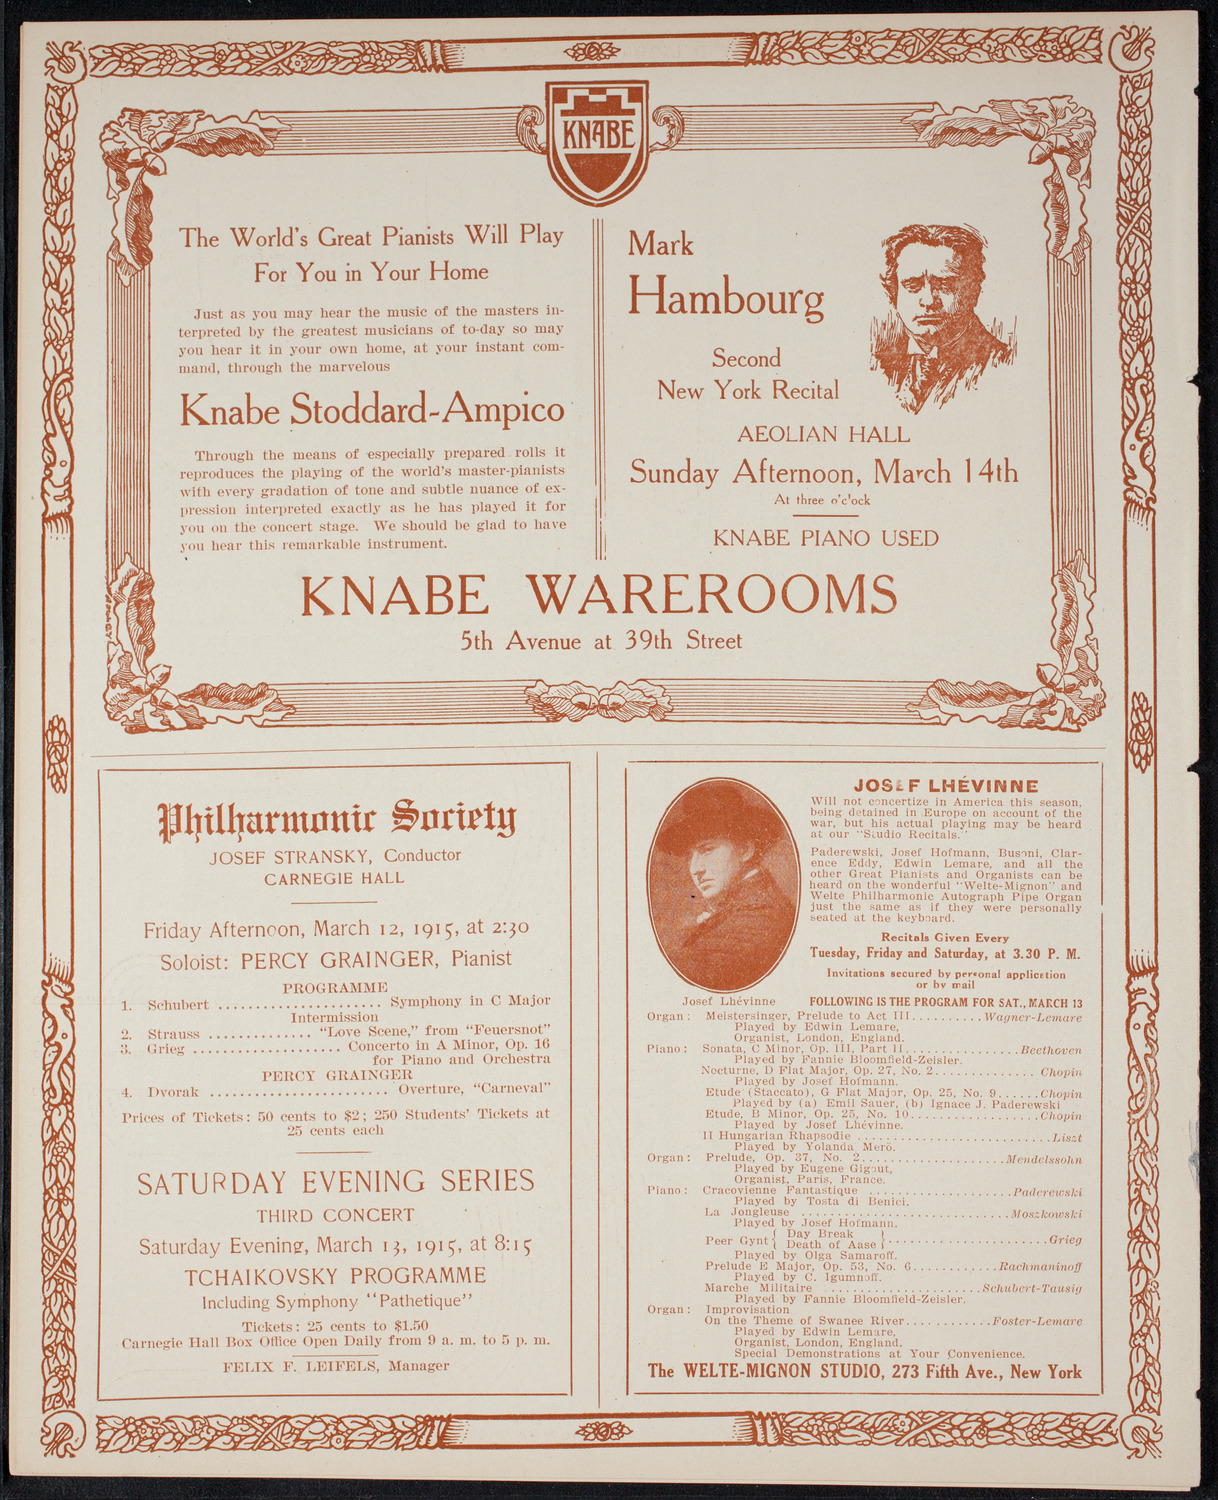 KNABE
The World's Great Pianists Will Play
For You in Your Home
Just as you may hear the music of the masters in-
terpreted by the greatest musicians of to-day so may
you hear it in your own home, at your instant com-
mand, through the marvelous
Knabe Stoddard-Ampico
Through the means of especially prepared rolls it
reproduces the playing of the world's master-pianists
with every gradation of tone and subtle nuance of ex-
pression interpreted exactly as he has played it for
you on the concert stage. We should be glad to have
you hear this remarkable instrument.
Mark
Hambourg
Second
New York Recital
AEOLIAN HALL
Sunday Afternoon, March 14th
At three o'clock
KNABE PIANO USED
KNABE WAREROOMS
5th Avenue at 39th Street
Philharmonic Society
JOSEF STRANSKY, Conductor
CARNEGIE HALL
Friday Afternoon, March 12, 1915, at 2:30
Soloist: PERCY GRAINGER, Pianist
PROGRAMME
1. Schubert ..................... Symphony in C Major
Intermission
2. Strauss ............. "Love Scene," from "Feuersnot"
3. Grieg ................... Concerto in A Minor, Op. 16
for Piano and Orchestra
PERCY GRAINGER
4. Dvorak ....................... Overture, "Carneval"
Prices of Tickets: 50 cents to $2; 250 Students' Tickets at
25 cents each
SATURDAY EVENING SERIES
THIRD CONCERT
Saturday Evening, March 13, 1915, at 8:15
TCHAIKOVSKY PROGRAMME
Including Symphony "Pathetique"
Tickets: 25 cents to $1.50
Carnegie Hall Box Office Open Daily from 9 a. m. to 5 p. m.
FELIX F. LEIFELS, Manager
JOSEF LHÉVINNE
Will not concertize in America this season,
being detained in Europe on account of the
war, but his actual playing may be heard
at our "Studio Recitals."
Paderewski, Josef Hofmann, Busoni, Clar-
ence Eddy, Edwin Lemare, and all the
other Great Pianists and Organists can be
heard on the wonderful "Welte-Mignon" and
Welte Philharmonic Autograph Pipe Organ
just the same as if they were personally
seated at the keyboard.
Recitals Given Every
Tuesday, Friday and Saturday, at 3.30 P. M.
Invitations secured by personal application
or by mail
Josef Lhévinne
FOLLOWING IS THE PROGRAM FOR SAT., MARCH 13
Organ: Meistersinger, Prelude to Act III..........Wagner-Lemare
Played by Edwin Lemare,
Organist, London, England.
Piano: Sonata, C Minor, Op. III, Part II................Beethoven
Played by Fannie Bloomfield-Zeisler.
Nocturne, D Flat Major, Op. 27, No. 2.............. Chopin
Played by Josef Hofmann.
Etude (Staccato), G Flat Major, Op. 25, No. 9......Chopin
Played by (a) Emil Sauer, (b) Ignace J. Paderewski
Etude, B Minor, Op. 25, No. 10..................Chopin
Played by Josef Lhévinne.
II Hungarian Rhapsodie ...........................Liszt
Played by Yolanda Merö.
Organ: Prelude, Op. 37, No. 2....................Mendelssohn
Played by Eugene Gigout,
Organist, Paris, France.
Piano: Cracovienne Fantastique ....................Paderewski
Played by Tosta di Benici.
La Jongleuse .............................Moszkowski
Played by Josef Hofmann.
Peer Gynt { Day Break
Death of Aase } .......................Grieg
Played by Olga Samaroff.
Prelude E Major, Op. 53, No. 6............Rachmaninoff
Played by C. Igumnoff.
Marche Militaire ......................Schubert-Tausig
Played by Fannie Bloomfield-Zeisler.
Organ: Improvisation
On the Theme of Swanee River............Foster-Lemare
Played by Edwin Lemare,
Organist, London, England.
Special Demonstrations at Your Convenience.
The WELTE-MIGNON STUDIO, 273 Fifth Ave., New York